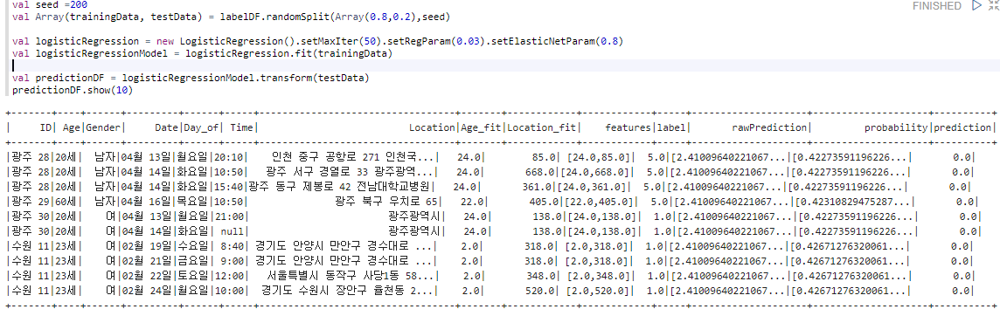 val seed =200
FINISHED
val Array(trainingData, testData) = labelDF.randomSplit(Array(0.8,0.2),seed)
val logisticRegression = new LogisticRegression().setMaxIter(50).setRegParam(0.03).setElasticNetParam(0.8)
val logisticRegressionModel = logisticRegression.fit(trainingData)
val predictionDF = logisticRegressionModel.transform(testData)
predictionDF.show(10)
+-------+----+------+-------+------+-----+----------------------------+-------+------------+------------+-----+--------------------+--------------------+----------+
| ID| Age|Gender| Date|Day_of| Time| Location|Age_fit|Location_fit| features|label| rawPrediction| probability|prediction|
+-------+----+------+-------+------+-----+----------------------------+-------+------------+------------+-----+--------------------+--------------------+----------+
|광주 28|20세| 남자|04월 13일|월요일|20:10| 인천 중구 공항로 271 인천국...| 24.0| 85.0| [24.0,85.0]| 5.0|[2.41009640221067...|[0.42273591196226...| 0.0|
|광주 28|20세| 남자|04월 14일|화요일|10:50| 광주 서구 경열로 33 광주광역...| 24.0| 668.0|[24.0,668.0]| 5.0|[2.41009640221067...|[0.42273591196226...| 0.0|
|광주 28|20세| 남자|04월 14일|화요일|15:40|광주 동구 제봉로 42 전남대학교병원| 24.0| 361.0|[24.0,361.0]| 5.0|[2.41009640221067...|[0.42273591196226...| 0.0|
|광주 29|60세| 남자|04월 16일|목요일|10:50| 광주 북구 우치로 65| 22.0| 405.0|[22.0,405.0]| 5.0|[2.41009640221067...|[0.42310829475287...| 0.0|
|광주 30|20세| 여|04월 13일|월요일|21:00| 광주광역시| 24.0| 138.0|[24.0,138.0]| 1.0|[2.41009640221067...|[0.42273591196226...| 0.0|
|광주 30|20세| 여|04월 14일|화요일| null| 광주광역시| 24.0| 138.0|[24.0,138.0]| 1.0|[2.41009640221067...|[0.42273591196226...| 0.0|
|수원 11|23세| 여|02월 19일|수요일| 8:40| 경기도 안양시 만안구 경수대로 ...| 2.0| 318.0| [2.0,318.0]| 1.0|[2.41009640221067...|[0.42671276320061...| 0.0|
|수원 11|23세| 여|02월 21일|금요일| 9:00| 경기도 안양시 만안구 경수대로 ...| 2.0| 318.0| [2.0,318.0]| 1.0|[2.41009640221067...|[0.42671276320061...| 0.0|
|수원 11|23세| 여|02월 22일|토요일|12:00| 서울특별시 동작구 사당1동 58...| 2.0| 348.0| [2.0,348.0]| 1.0|[2.41009640221067...|[0.42671276320061...| 0.0|
|수원 11|23세| 여|02월 24일|월요일|10:00| 경기도 수원시 장안구 율천동 2...| 2.0| 520.0| [2.0,520.0]| 1.0|[2.41009640221067...|[0.42671276320061...| 0.0|
+-------+----+------+-------+------+-----+----------------------------+-------+------------+------------+-----+--------------------+--------------------+----------+